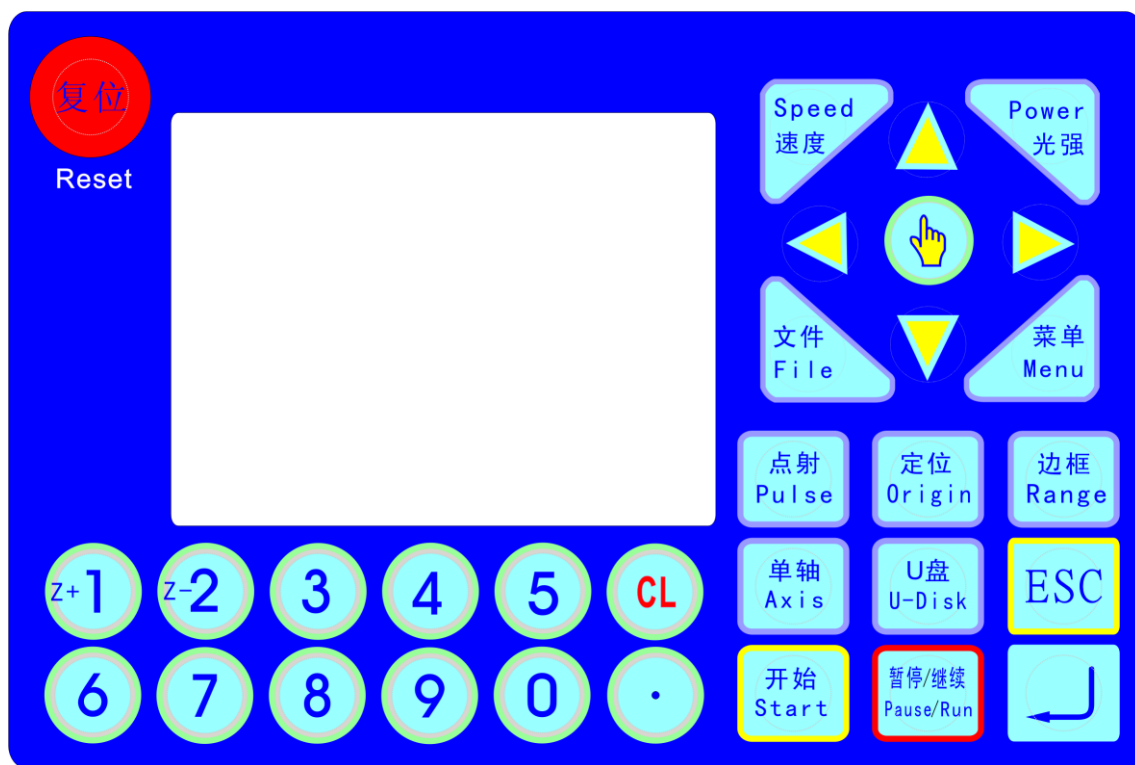 复位
Reset
Speed
速度
Power
光强
文件
File
菜单
Menu
点射
Pulse
定位
Origin
边框
Range
Z+1
Z-2
3
4
5
CL
单轴
Axis
U盘
U-Disk
ESC
6
7
8
9
0
.
开始
Start
暂停/继续
Pause/Run